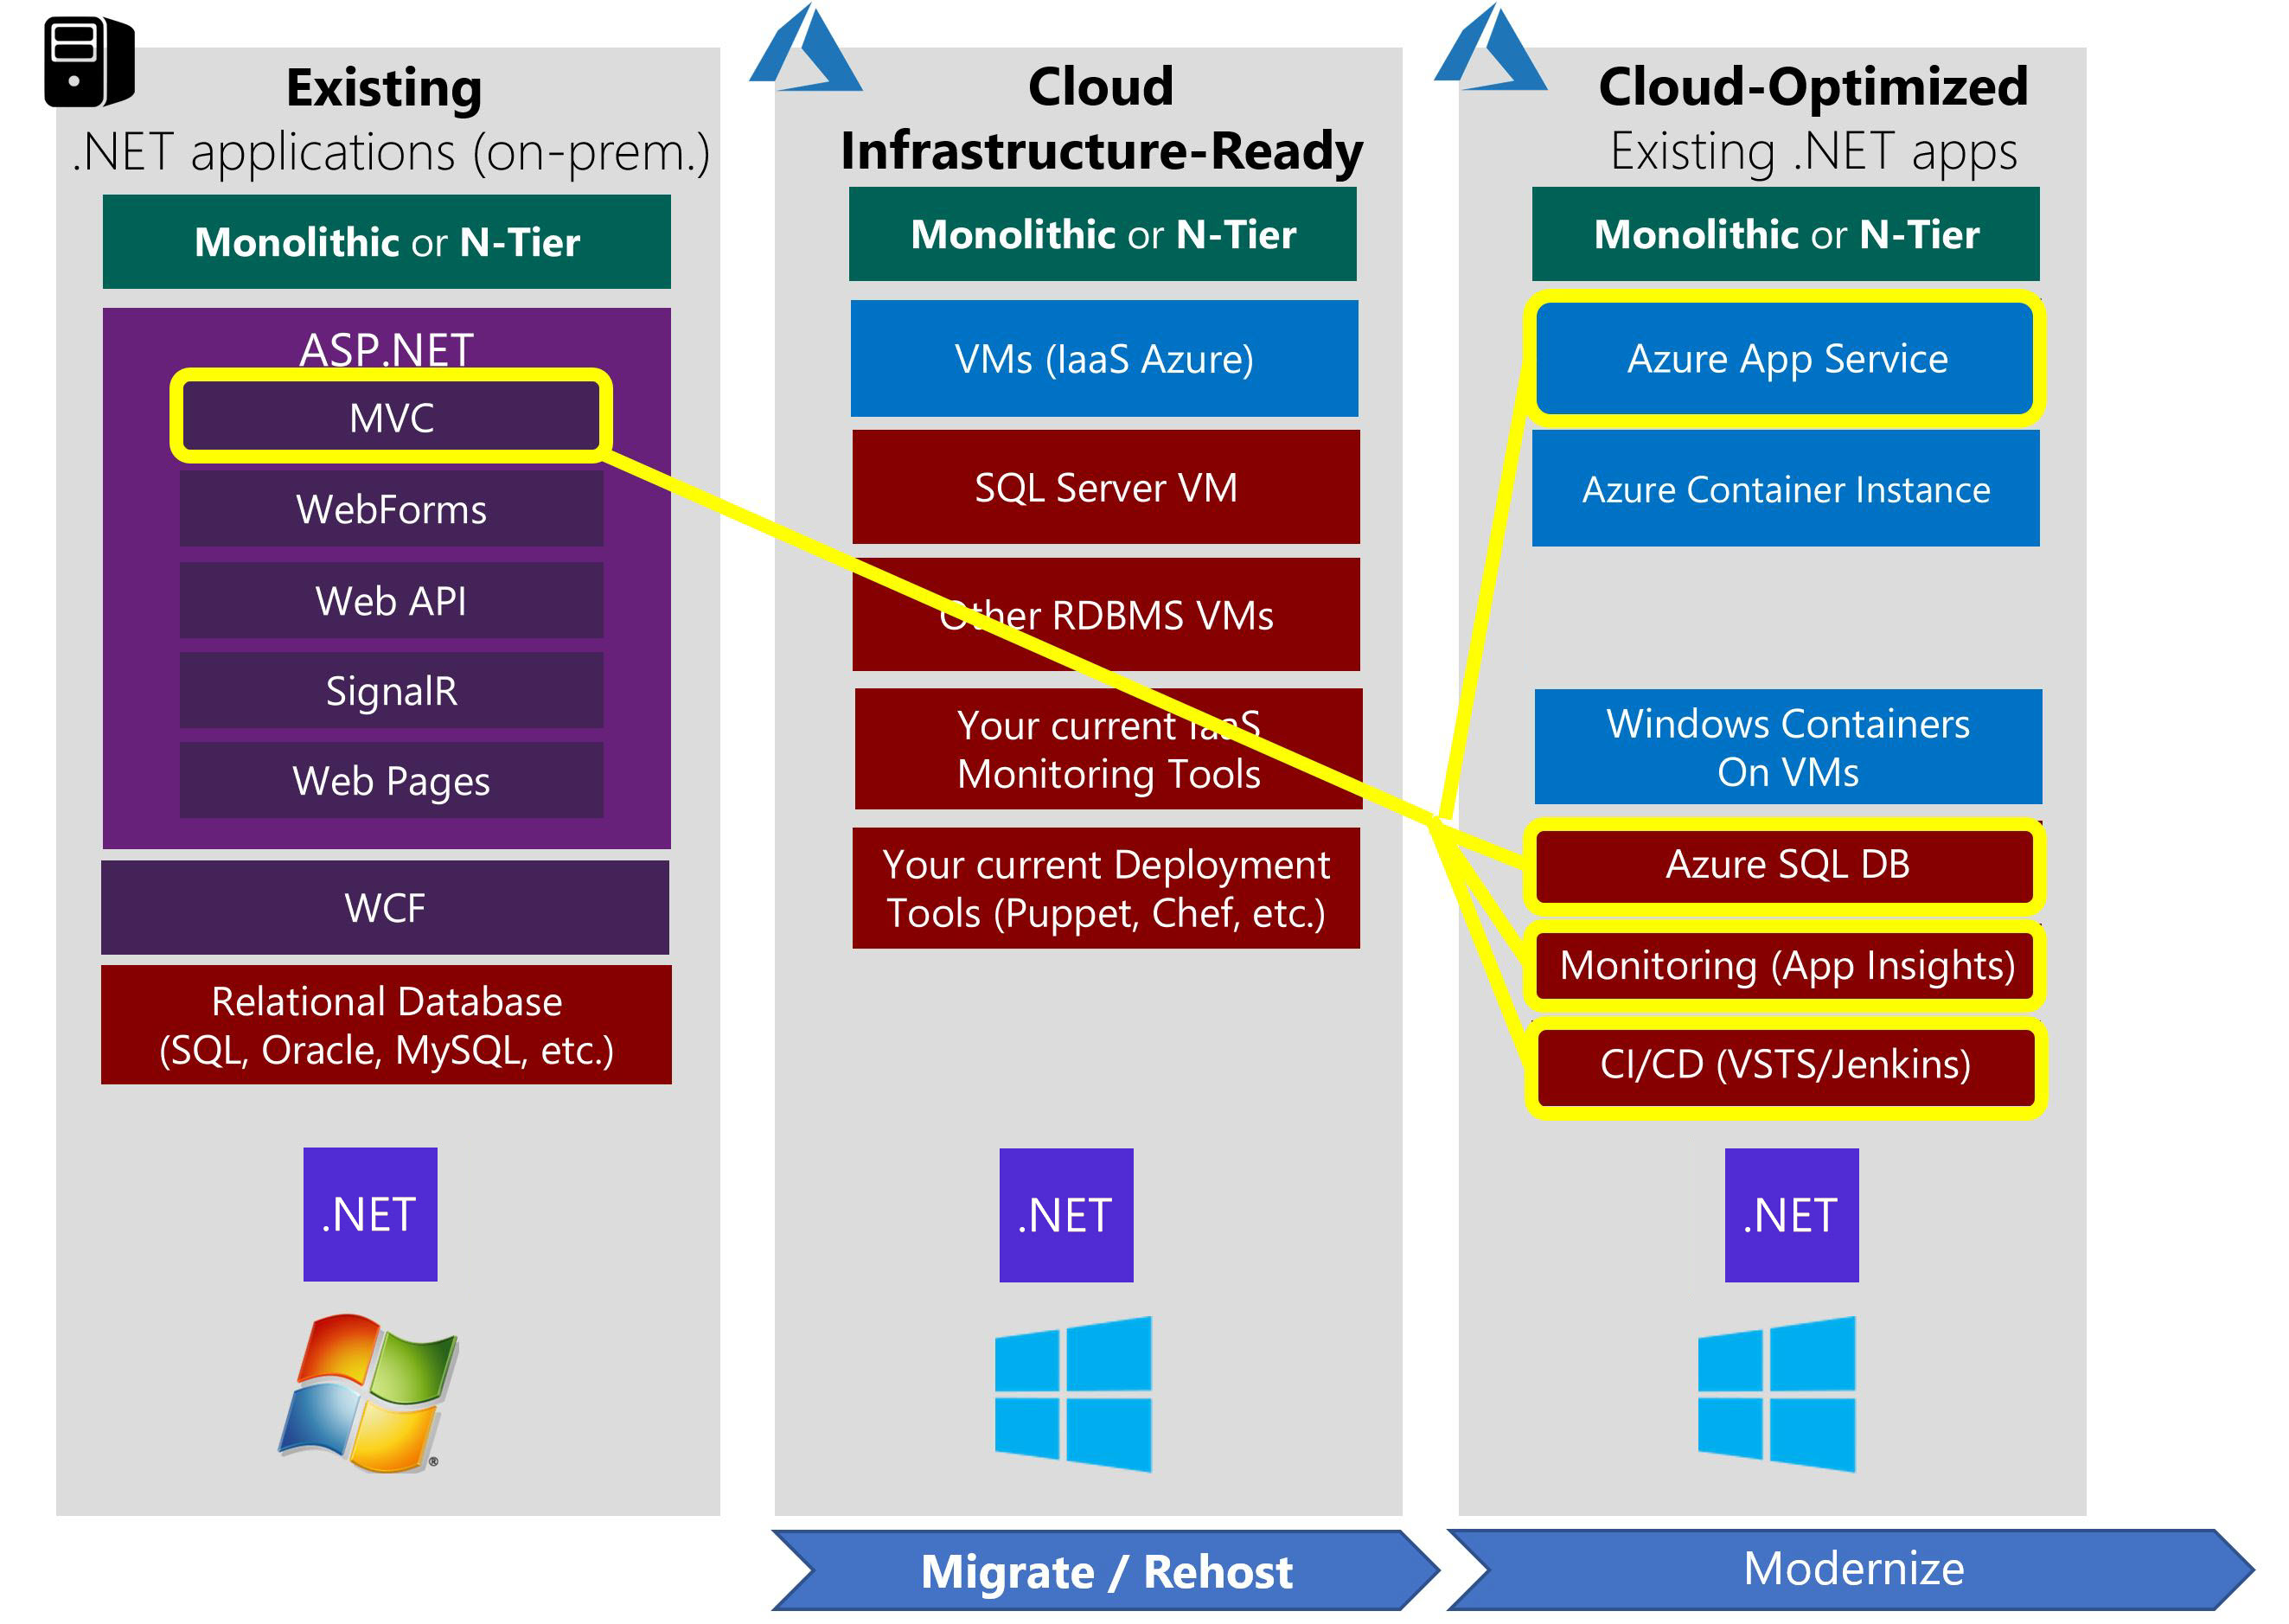 Existing
.NET applications (on-prem.)
Monolithic or N-Tier
ASP.NET
MVC
WebForms
Web API
SignalR
Web Pages
WCF
Relational Database
(SQL, Oracle, MySQL, etc.)
.NET
®
Cloud
Infrastructure-Ready
Monolithic or N-Tier
VMs (IaaS Azure)
SQL Server VM
Other RDBMS VMs
Your current IaaS
Monitoring Tools
Your current Deployment
Tools (Puppet, Chef, etc.)
.NET
Migrate / Rehost
Cloud-Optimized
Existing .NET apps
Monolithic or N-Tier
Azure App Service
Azure Container Instance
Windows Containers
On VMs
Azure SQL DB
Monitoring (App Insights)
CI/CD (VSTS/Jenkins)
.NET
Modernize